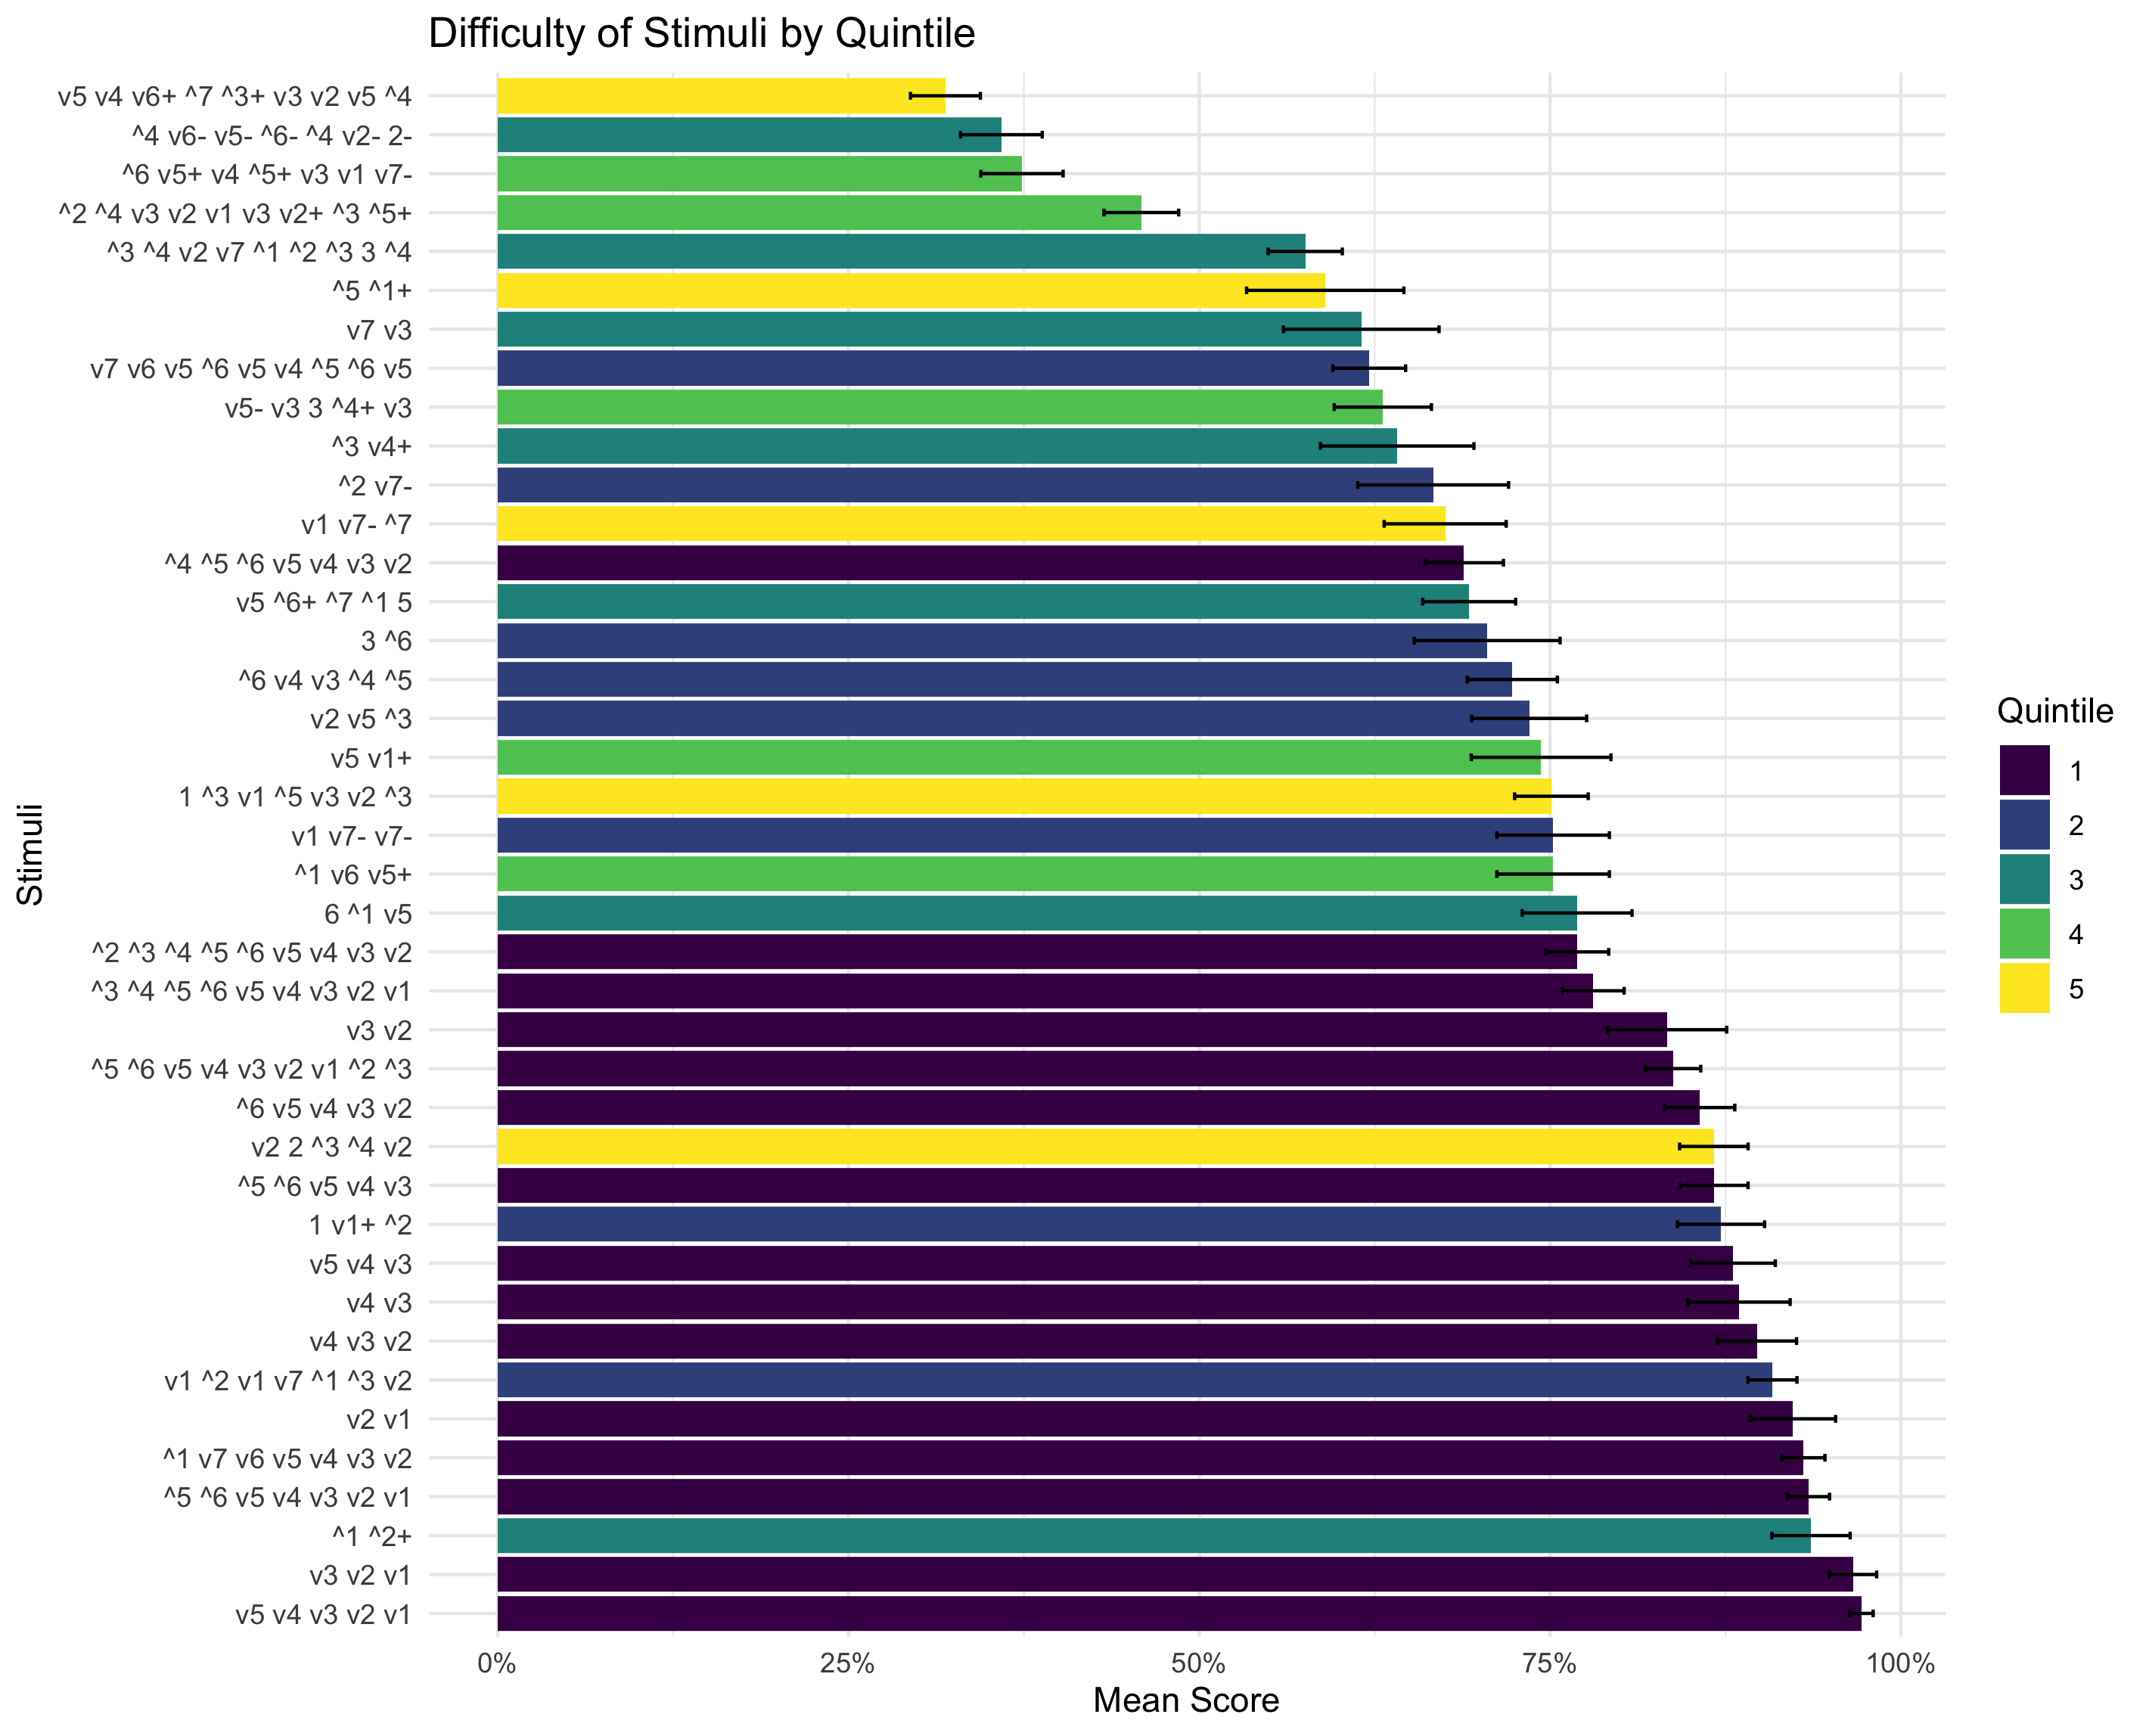 Difficulty of Stimuli by Quintile
Stimuli
v5 v4 v6+ ^7 ^3+ v3 v2 v5 ^4
^4 v6- v5- ^6- ^4 v2- 2-
^6 v5+ v4 ^5+ v3 v1 v7-
^2 ^4 v3 v2 v1 v3 v2+ ^3 ^5+
^3 ^4 v2 v7 ^1 ^2 ^3 3 ^4
^5 ^1+
v7 v3
v7 v6 v5 ^6 v5 v4 ^5 ^6 v5
v5- v3 3 ^4+ v3
^3 v4+
^2 v7-
v1 v7- ^7
^4 ^5 ^6 v5 v4 v3 v2
v5 ^6+ ^7 ^1 5
3 ^6
^6 v4 v3 ^4 ^5
v2 v5 ^3
v5 v1+
1 ^3 v1 ^5 v3 v2 ^3
v1 v7- v7-
^1 v6 v5+
6 ^1 v5
^2 ^3 ^4 ^5 ^6 v5 v4 v3 v2
^3 ^4 ^5 ^6 v5 v4 v3 v2 v1
v3 v2
^5 ^6 v5 v4 v3 v2 v1 ^2 ^3
^6 v5 v4 v3 v2
v2 2 ^3 ^4 v2
^5 ^6 v5 v4 v3
1 v1+ ^2
v5 v4 v3
v4 v3
v4 v3 v2
v1 ^2 v1 v7 ^1 ^3 v2
v2 v1
^1 v7 v6 v5 v4 v3 v2
^5 ^6 v5 v4 v3 v2 v1
^1 ^2+
v3 v2 v1
v5 v4 v3 v2 v1
0% 25% 50% 75% 100%
Mean Score
Quintile
1
2
3
4
5